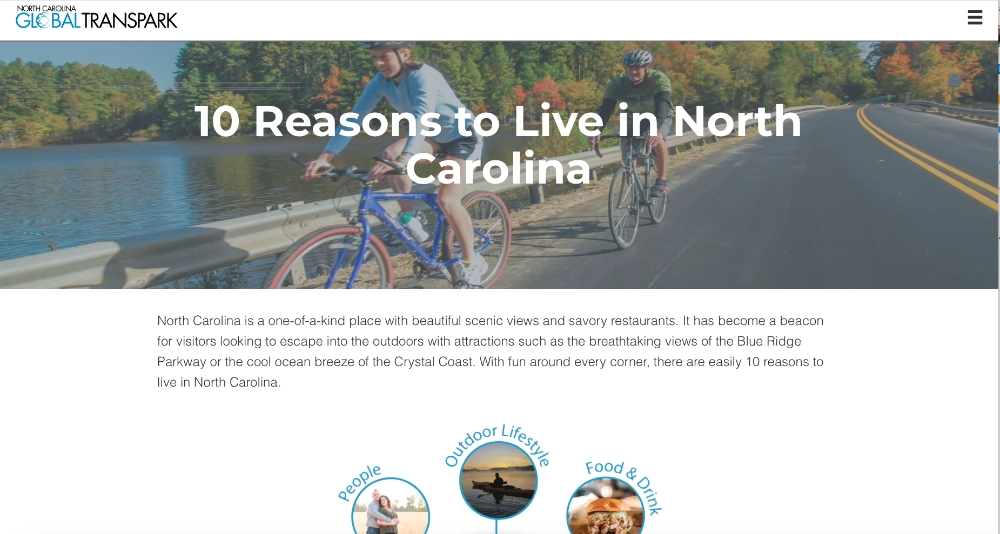 NORTH CAROLINA
GLOBAL TRANSPARK
10 Reasons to Live in North
Carolina
North Carolina is a one-of-a-kind place with beautiful scenic views and savory restaurants. It has become a beacon
for visitors looking to escape into the outdoors with attractions such as the breathtaking views of the Blue Ridge
Parkway or the cool ocean breeze of the Crystal Coast. With fun around every corner, there are easily 10 reasons to
live in North Carolina.
People
Outdoor Lifestyle
Food & Drink